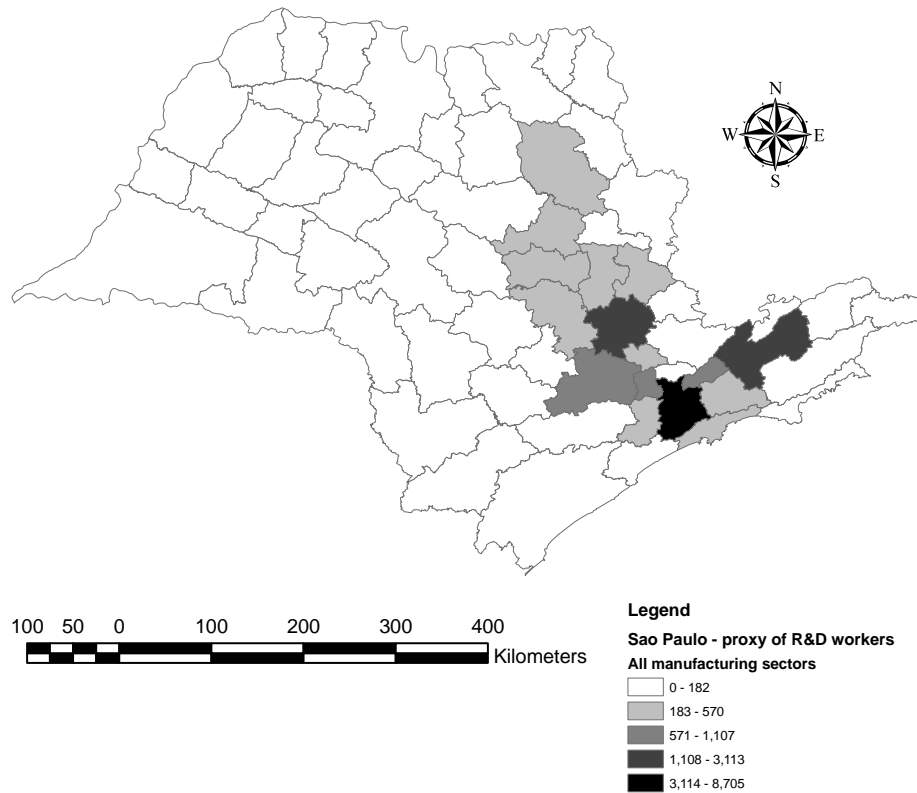 N
W E
S
100 50 0 100 200 300 400
Kilometers
Legend
Sao Paulo - proxy of R&D workers
All manufacturing sectors
0 - 182
183 - 570
571 - 1,107
1,108 - 3,113
3,114 - 8,705